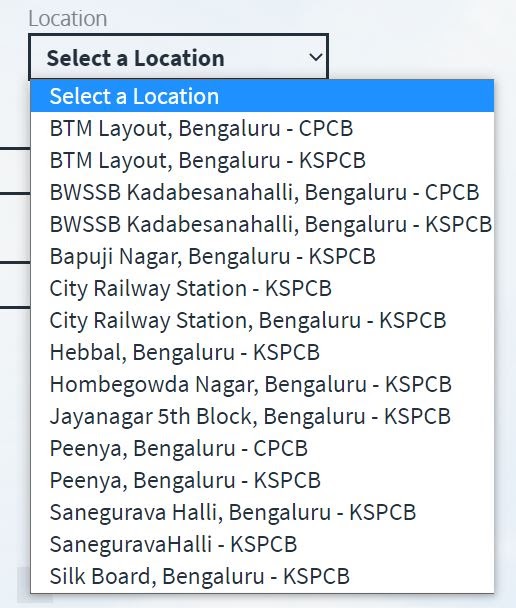 Location
Select a Location
Select a Location
BTM Layout, Bengaluru - CPCB
BTM Layout, Bengaluru - KSPCB
BWSSB Kadabesanahalli, Bengaluru - CPCB
BWSSB Kadabesanahalli, Bengaluru - KSPCB
Bapuji Nagar, Bengaluru - KSPCB
City Railway Station - KSPCB
City Railway Station, Bengaluru - KSPCB
Hebbal, Bengaluru - KSPCB
Hombegowda Nagar, Bengaluru - KSPCB
Jayanagar 5th Block, Bengaluru - KSPCB
Peenya, Bengaluru - CPCB
Peenya, Bengaluru - KSPCB
Sanegurava Halli, Bengaluru - KSPCB
SaneguravaHalli - KSPCB
Silk Board, Bengaluru - KSPCB